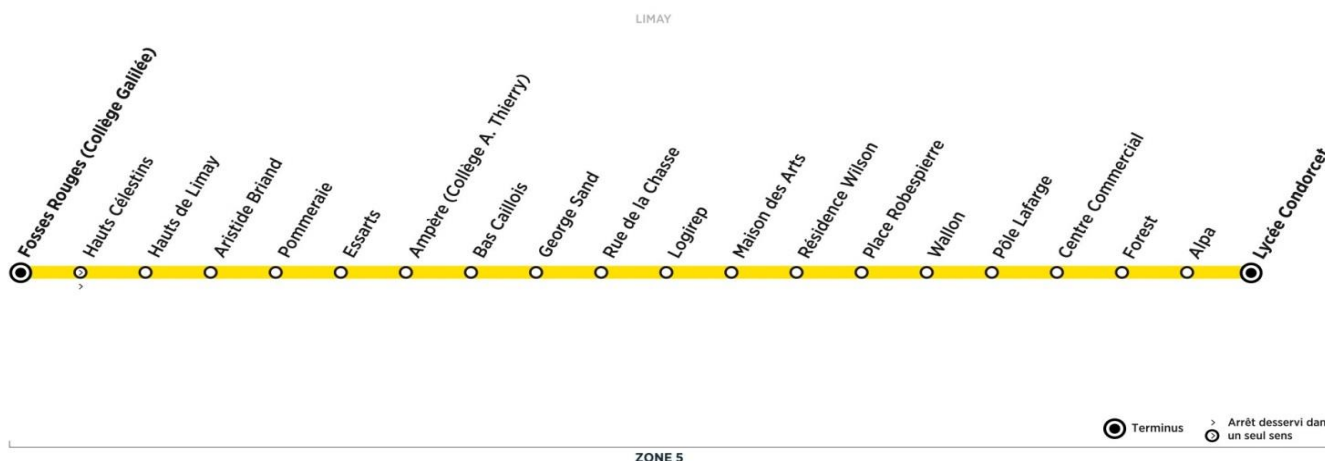 LIMAY
Fosses Rouges (Collège Galilée)
Hauts Célestins
Hauts de Limay
Aristide Briand
Pommeraie
Essarts
Ampère (Collège A. Thierry)
Bas Caillois
George Sand
Rue de la Chasse
Logirep
Maison des Arts
Résidence Wilson
Place Robespierre
Wallon
Pôle Lafarge
Centre Commercial
Forest
Alpa
Lycée Condorcet
Terminus
Arrêt desservi dan
un seul sens
ZONE 5